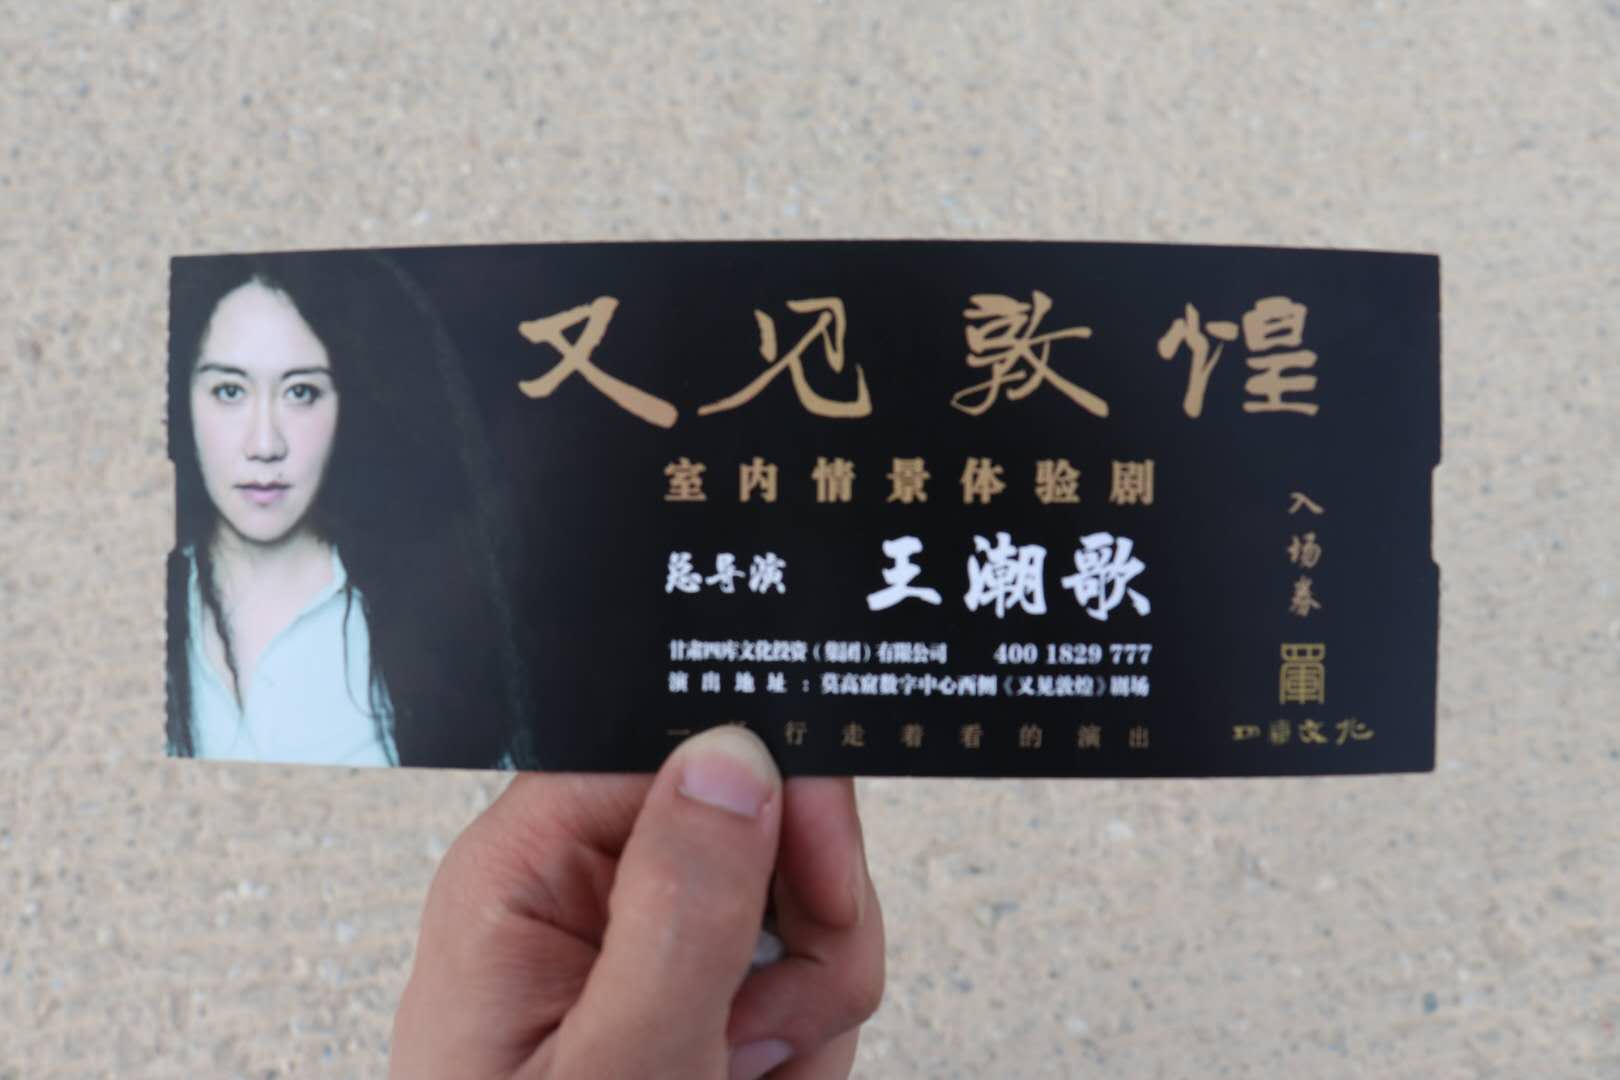 又见敦煌
室内情景体验剧
总导演 王潮歌
甘肃四库文化投资（集团）有限公司 400 1829 777
演出地址：莫高窟数字中心西侧《又见敦煌》剧场
一 行走着看的演出
入场券
四库文化